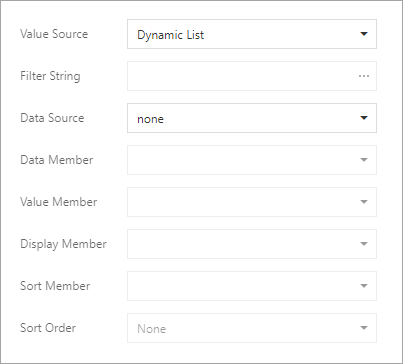 Value Source Dynamic List
Filter String ...
Data Source none
Data Member
Value Member
Display Member
Sort Member
Sort Order None